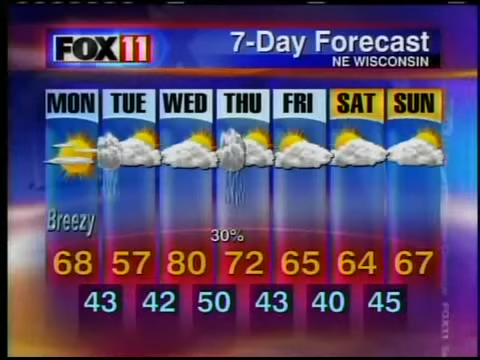 FOX 11
7-Day Forecast
NE WISCONSIN
MON TUE WED THU FRI SAT SUN
Breezy
30%
68 57 80 72 65 64 67
43 42 50 43 40 45